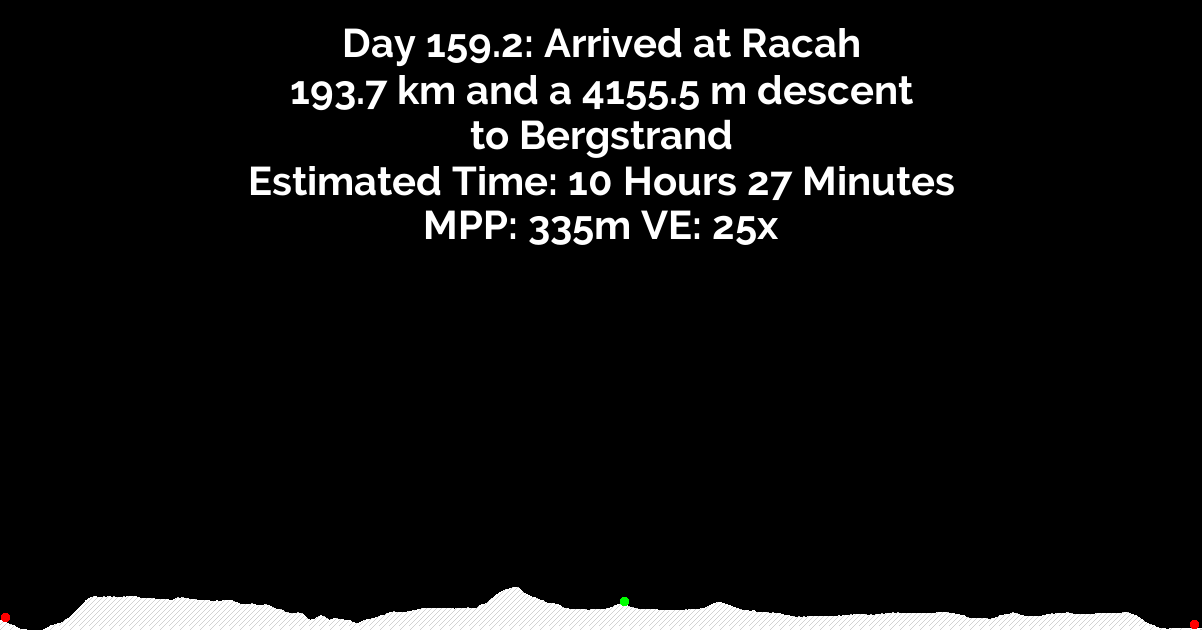 Day 159.2: Arrived at Racah
193.7 km and a 4155.5 m descent
to Bergstrand
Estimated Time: 10 Hours 27 Minutes
MPP: 335m VE: 25x